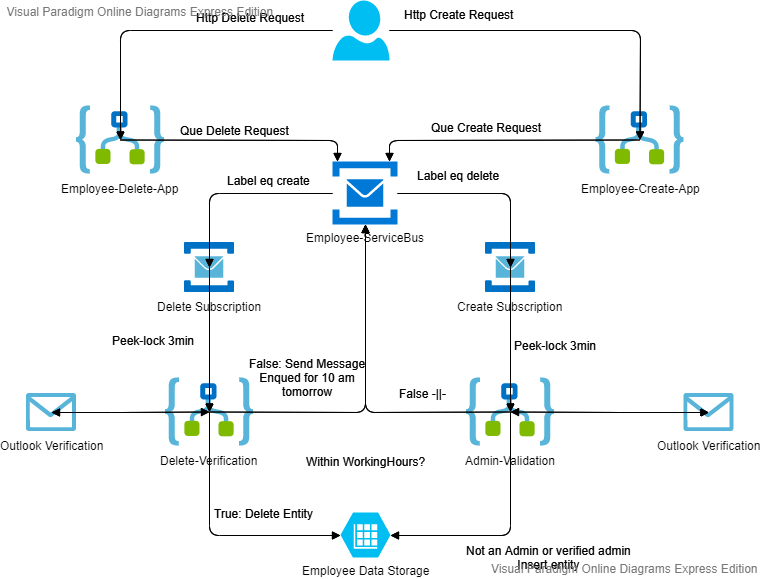 Visual Paradigm Online Diagrams Express Edition
Http Delete Request
Http Create Request
Que Delete Request
Que Create Request
Employee-Delete-App
Employee-Create-App
Label eq create
Label eq delete
Employee-ServiceBus
Delete Subscription
Create Subscription
Peek-lock 3min
Peek-lock 3min
False: Send Message
Enqued for 10 am
tomorrow
False -||-
Outlook Verification
Delete-Verification
Within WorkingHours?
Admin-Validation
Outlook Verification
True: Delete Entity
Employee Data Storage
Not an Admin or verified admin
Insert entity
Visual Paradigm Online Diagrams Express Edition